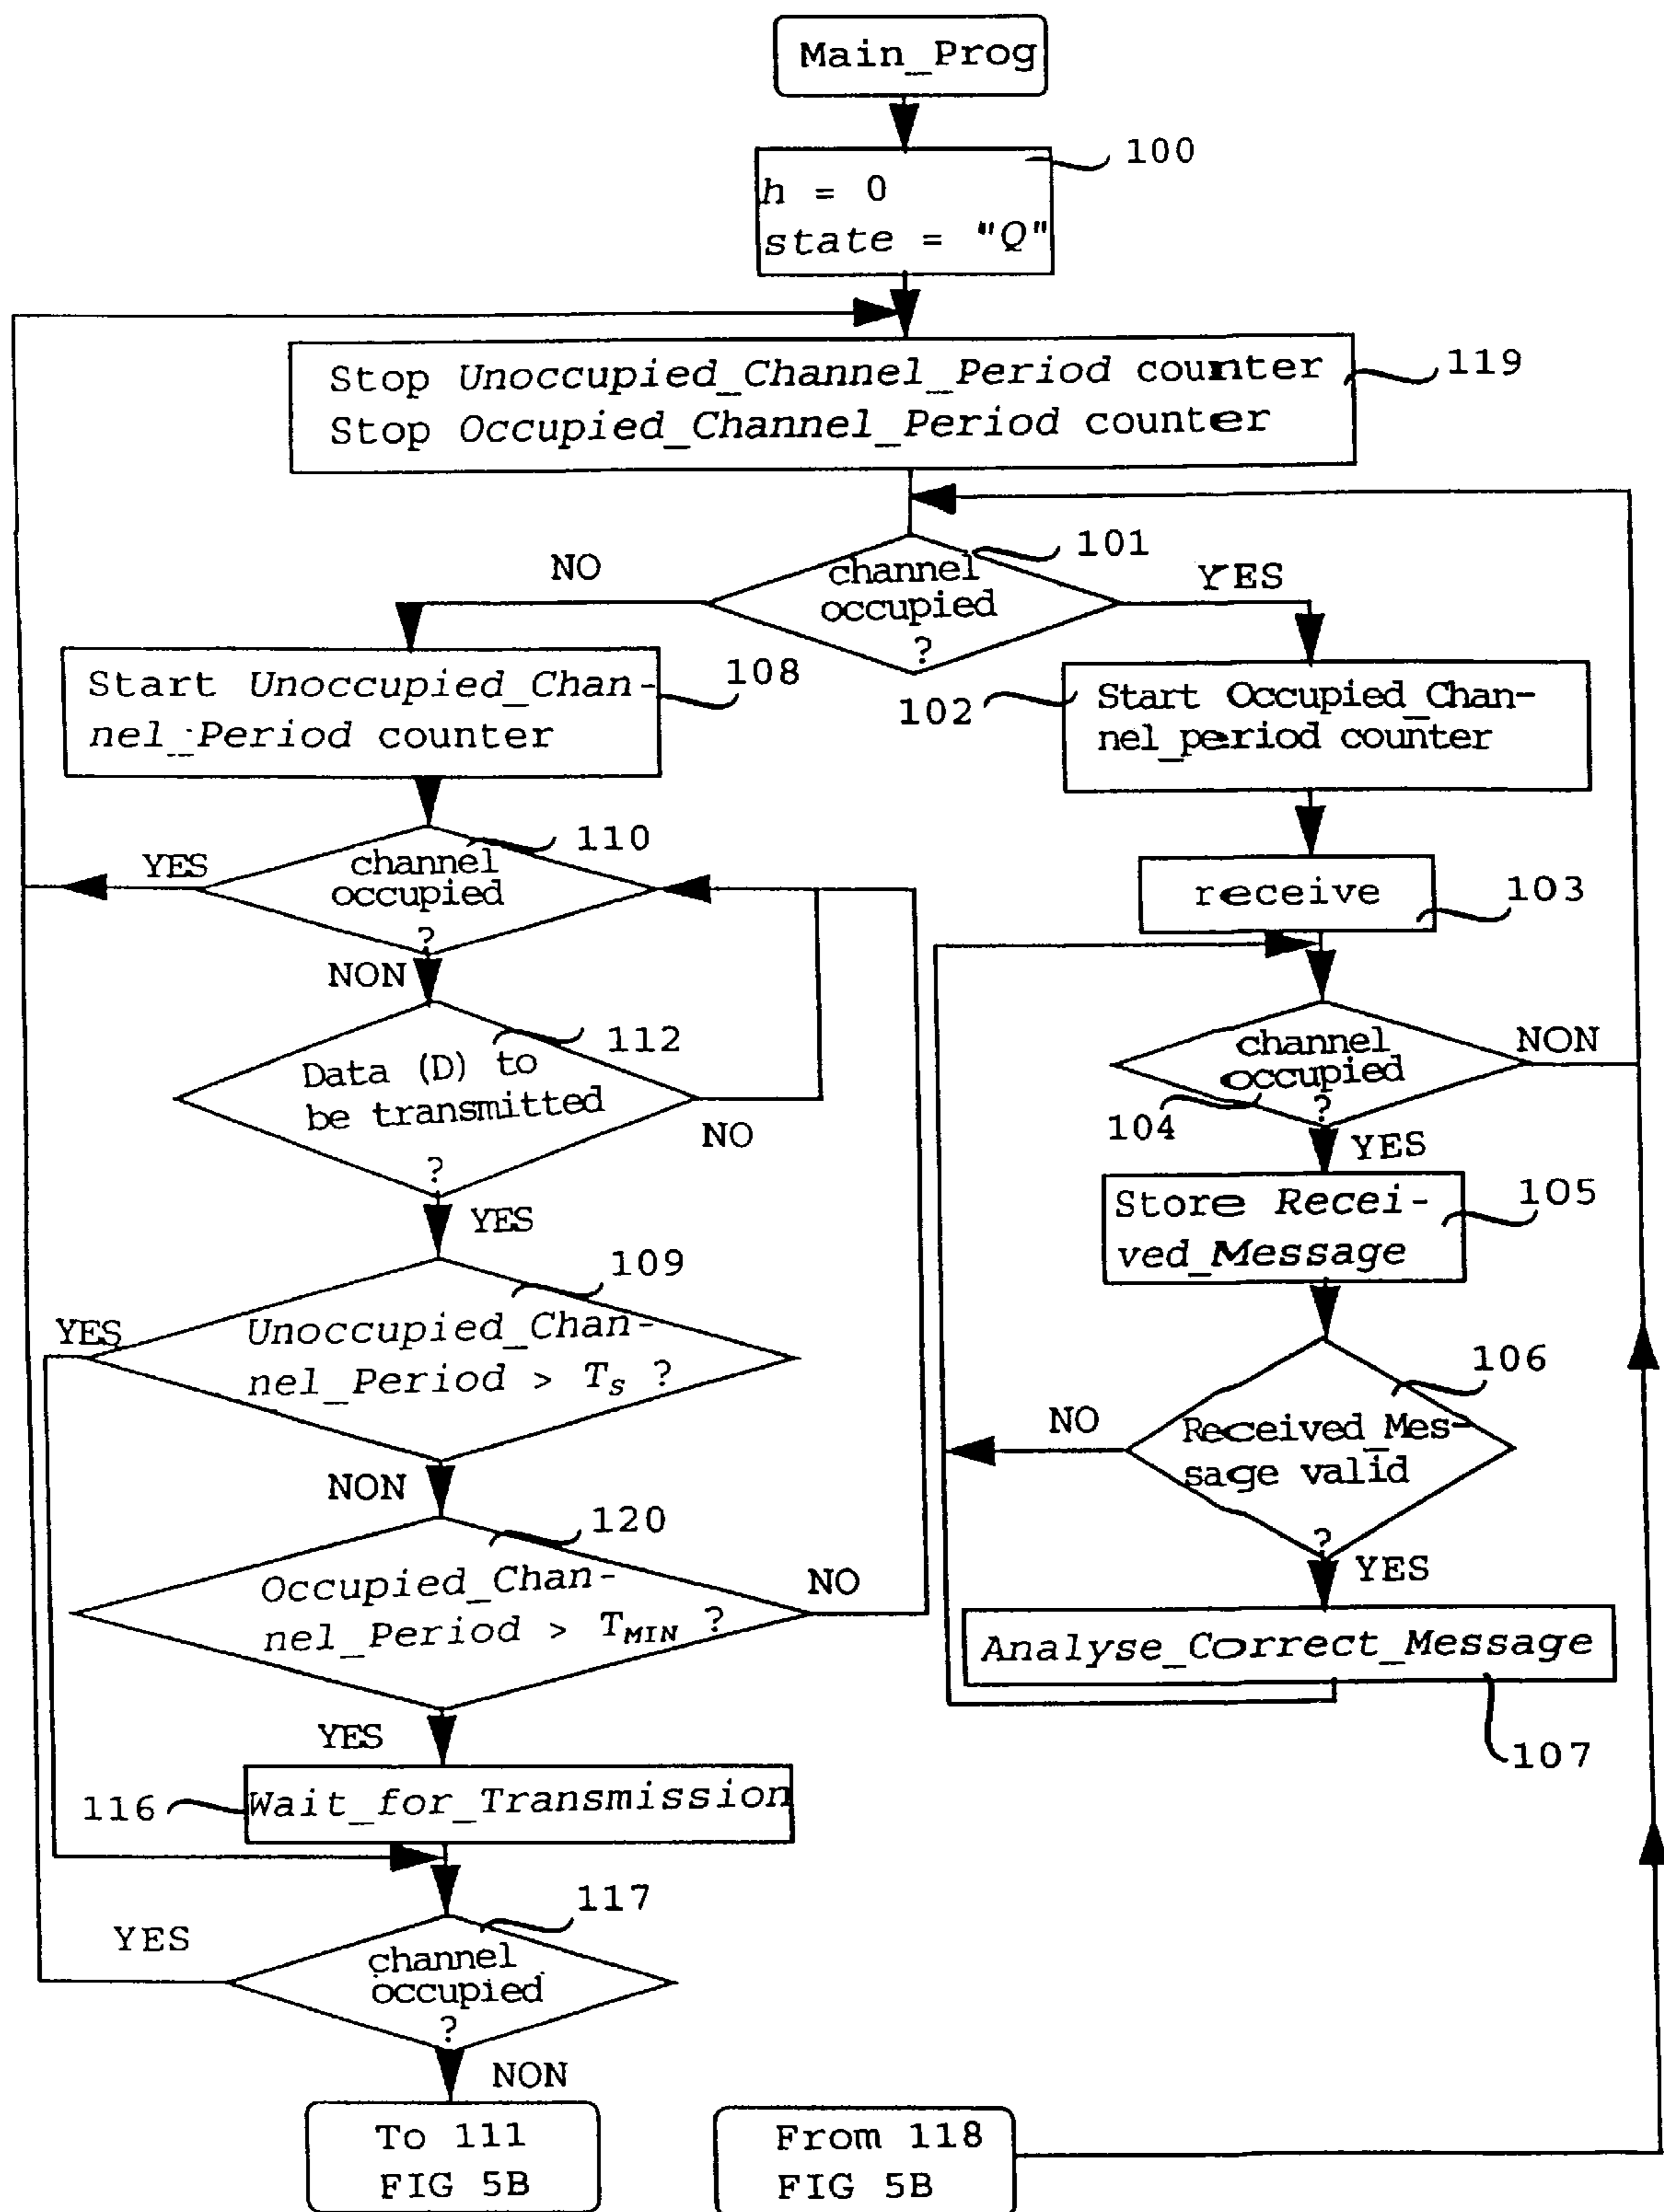 Main_Prog
100
h = 0
state = "Q"
Stop Unoccupied_Channel_Period counter
Stop Occupied_Channel_Period counter
119
101
NO
channel
occupied
?
YES
Start Unoccupied_Chan-
nel_Period counter
108
102
Start Occupied_Chan-
nel_period counter
110
YES
channel
occupied
?
NON
receive
103
112
Data (D) to
be transmitted
?
NO
YES
channel
occupied
?
NON
104
YES
Store Recei-
ved_Message
105
109
YES
Unoccupied_Chan-
nel_Period > TS ?
NON
106
NO
Received_Mes-
sage valid
?
YES
120
Occupied_Chan-
nel_Period > TMIN ?
NO
YES
Analyse_Correct_Message
107
116
Wait_for_Transmission
117
YES
channel
occupied
?
NON
To 111
FIG 5B
From 118
FIG 5B